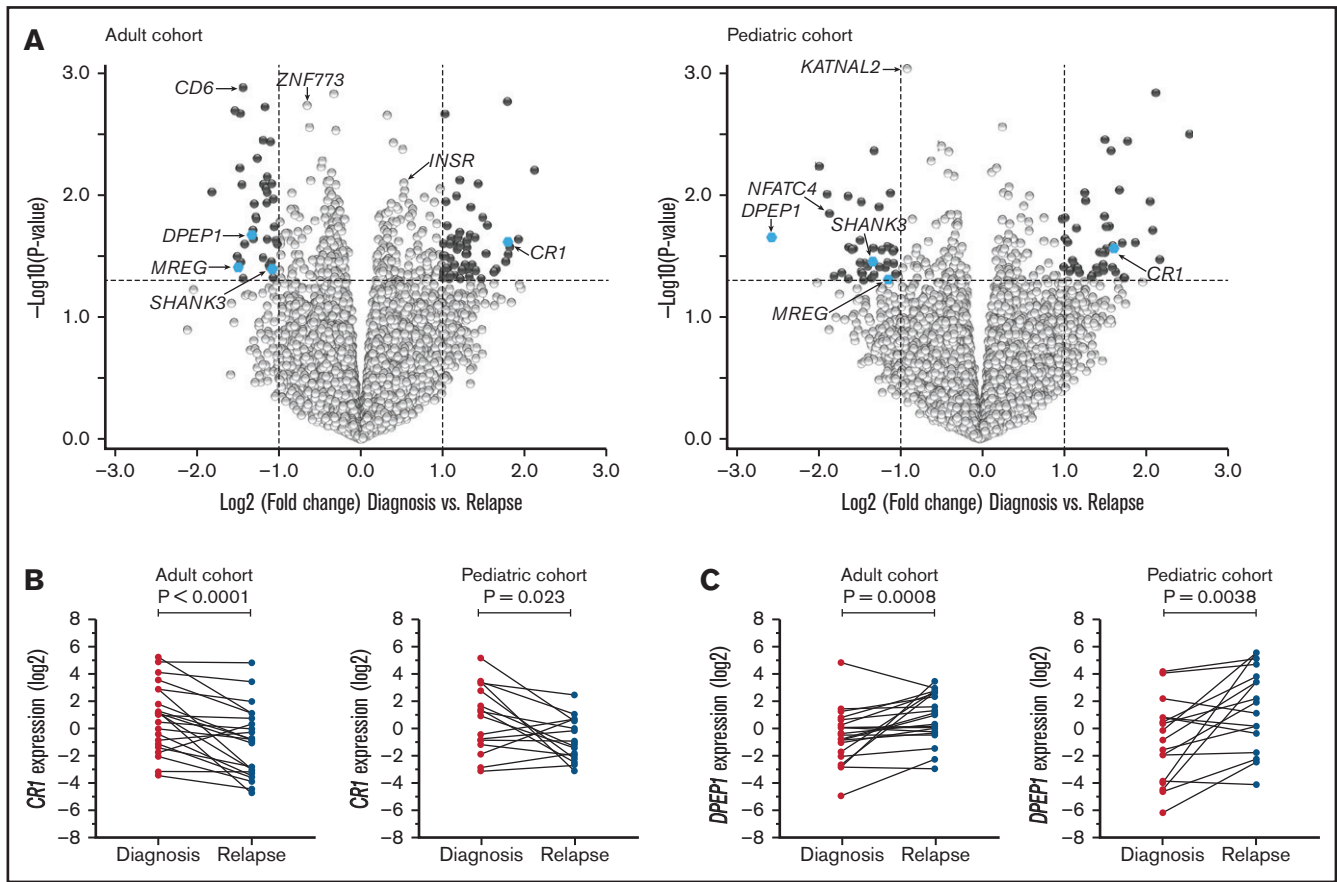 A
Adult cohort
3.0
2.0
1.0
0.0
–Log10(P-value)
CD6
ZNF773
INSR
DPEP1
MREG
SHANK3
CR1
–3.0
–2.0
–1.0
0.0
1.0
2.0
3.0
Log2 (Fold change) Diagnosis vs. Relapse
Pediatric cohort
3.0
2.0
1.0
0.0
–Log10(P-value)
KATNAL2
NFATC4
DPEP1
SHANK3
MREG
CR1
–3.0
–2.0
–1.0
0.0
1.0
2.0
3.0
Log2 (Fold change) Diagnosis vs. Relapse
B
Adult cohort
P < 0.0001
8
6
4
2
0
–2
–4
–6
–8
CR1 expression (log2)
Diagnosis
Relapse
Pediatric cohort
P = 0.023
8
6
4
2
0
–2
–4
–6
–8
CR1 expression (log2)
Diagnosis
Relapse
C
Adult cohort
P = 0.0008
8
6
4
2
0
–2
–4
–6
–8
DPEP1 expression (log2)
Diagnosis
Relapse
Pediatric cohort
P = 0.0038
8
6
4
2
0
–2
–4
–6
–8
DPEP1 expression (log2)
Diagnosis
Relapse